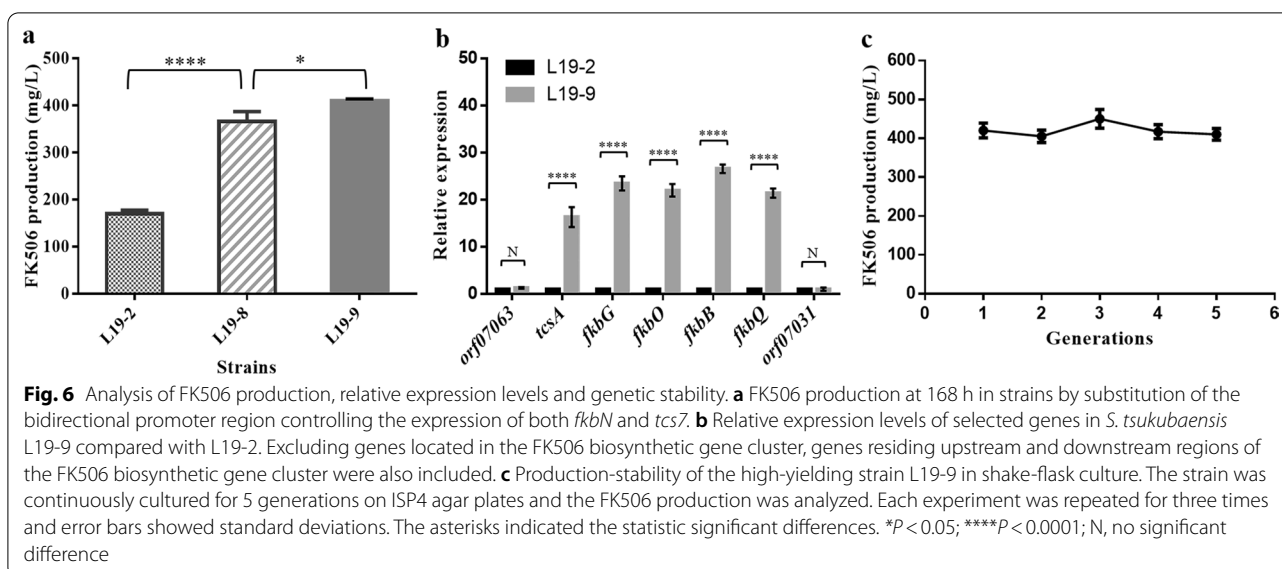 a
FK506 production (mg/L)
500
400
300
200
100
0
****
*
L19-2
L19-8
L19-9
Strains
b
Relative expression
50
40
30
20
10
0
L19-2
L19-9
N
****
****
****
****
****
N
orf07063
tcsA
fkbG
fkbO
fkbB
fkbQ
orf07031
c
FK506 production (mg/L)
600
500
400
300
200
100
0
0 1 2 3 4 5 6
Generations
Fig. 6 Analysis of FK506 production, relative expression levels and genetic stability. a FK506 production at 168 h in strains by substitution of the
bidirectional promoter region controlling the expression of both fkbN and tcs7. b Relative expression levels of selected genes in S. tsukubaensis
L19-9 compared with L19-2. Excluding genes located in the FK506 biosynthetic gene cluster, genes residing upstream and downstream regions of
the FK506 biosynthetic gene cluster were also included. c Production-stability of the high-yielding strain L19-9 in shake-flask culture. The strain was
continuously cultured for 5 generations on ISP4 agar plates and the FK506 production was analyzed. Each experiment was repeated for three times
and error bars showed standard deviations. The asterisks indicated the statistic significant differences. *P < 0.05; ****P < 0.0001; N, no significant
difference